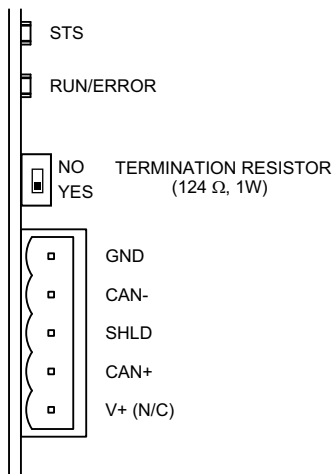 STS
RUN/ERROR
NO
YES
TERMINATION RESISTOR
(124 Ω, 1W)
GND
CAN-
SHLD
CAN+
V+ (N/C)